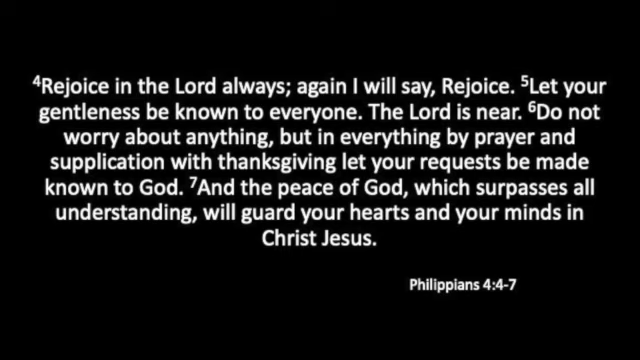 ⁴Rejoice in the Lord always; again I will say, Rejoice. ⁵Let your
gentleness be known to everyone. The Lord is near. ⁶Do not
worry about anything, but in everything by prayer and
supplication with thanksgiving let your requests be made
known to God. ⁷And the peace of God, which surpasses all
understanding, will guard your hearts and your minds in
Christ Jesus.
Philippians 4:4-7